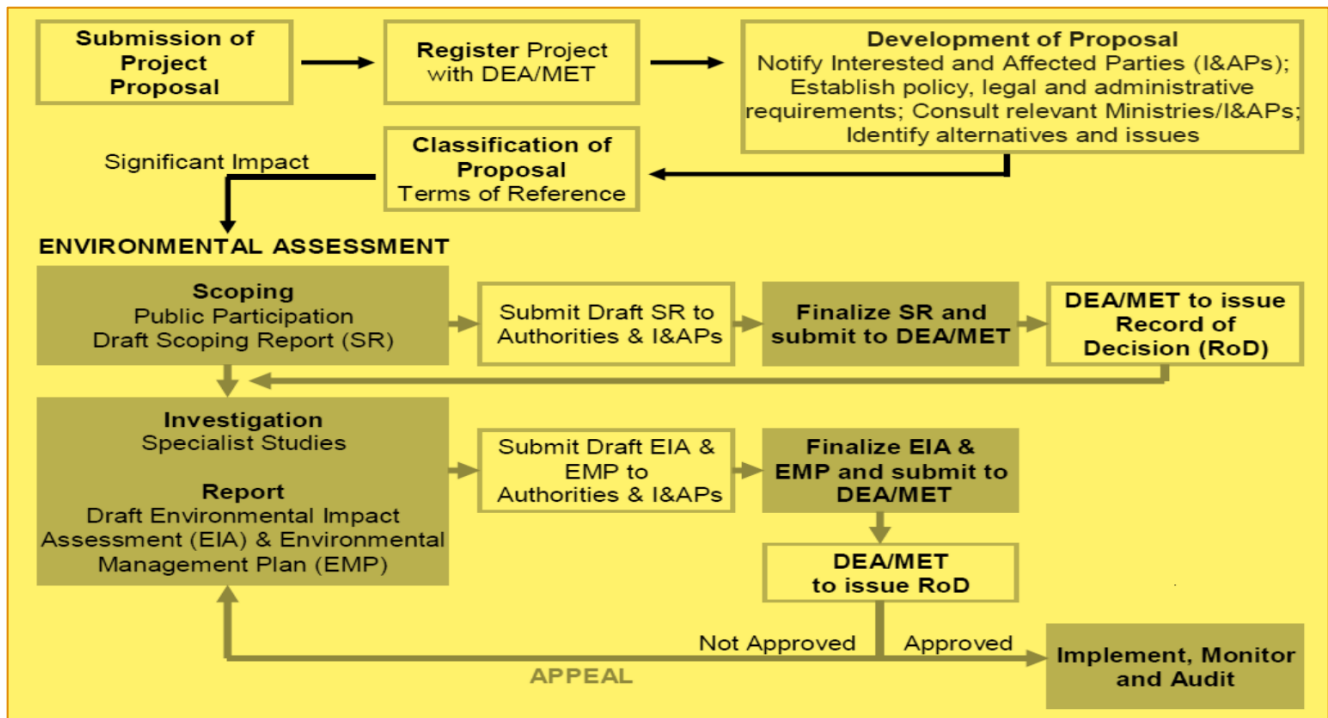 Submission of
Project
Proposal
Register Project
with DEA/MET
Development of Proposal
Notify Interested and Affected Parties (I&APs);
Establish policy, legal and administrative
requirements; Consult relevant Ministries/I&APs;
Identify alternatives and issues
Classification of
Proposal
Terms of Reference
Significant Impact
ENVIRONMENTAL ASSESSMENT
Scoping
Public Participation
Draft Scoping Report (SR)
Submit Draft SR to
Authorities & I&APs
Finalize SR and
submit to DEA/MET
DEA/MET to issue
Record of
Decision (RoD)
Investigation
Specialist Studies
Report
Draft Environmental Impact
Assessment (EIA) & Environmental
Management Plan (EMP)
Submit Draft EIA &
EMP to
Authorities & I&APs
Finalize EIA &
EMP and submit to
DEA/MET
DEA/MET
to issue RoD
Not Approved
Approved
APPEAL
Implement, Monitor
and Audit